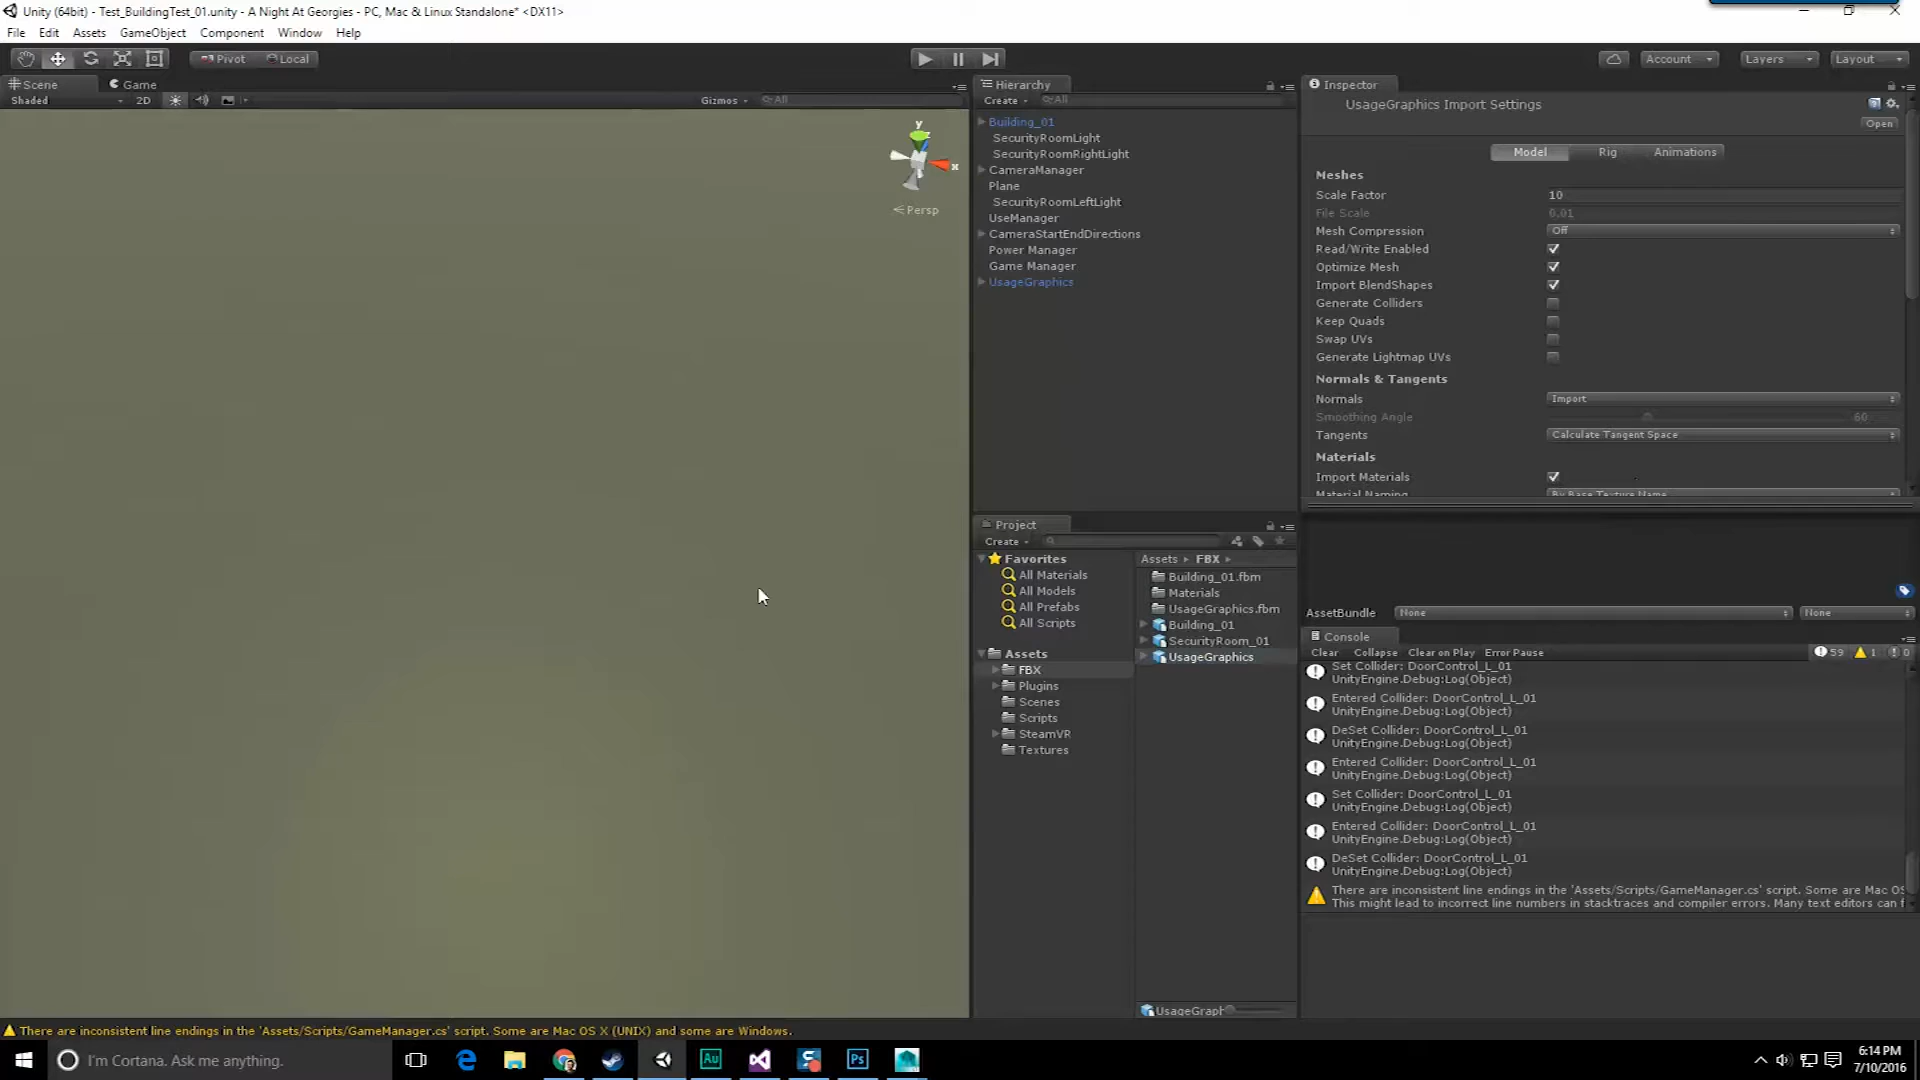 Unity (64bit) - Test_BuildingTest_01.unity - A Night At Georgies - PC, Mac & Linux Standalone* <DX11>
File Edit Assets GameObject Component Window Help
Pivot Local Account Layers Layout
Scene Game
Shaded 2D Gizmos All
y
z
x
Persp
Hierarchy
Create All
Building_01
SecurityRoomLight
SecurityRoomRightLight
CameraManager
Plane
SecurityRoomLeftLight
UseManager
CameraStartEndDirections
Power Manager
Game Manager
UsageGraphics
Project
Create
Favorites
All Materials
All Models
All Prefabs
All Scripts
Assets
FBX
Plugins
Scenes
Scripts
SteamVR
Textures
Assets FBX
Building_01.fbm
Materials
UsageGraphics.fbm
Building_01
SecurityRoom_01
UsageGraphics
UsageGraph
Inspector
UsageGraphics Import Settings
Open
Model Rig Animations
Meshes
Scale Factor 10
File Scale 0.01
Mesh Compression Off
Read/Write Enabled
Optimize Mesh
Import BlendShapes
Generate Colliders
Keep Quads
Swap UVs
Generate Lightmap UVs
Normals & Tangents
Normals Import
Smoothing Angle 60
Tangents Calculate Tangent Space
Materials
Import Materials
Material Naming By Base Texture Name
AssetBundle None None
Console
Clear Collapse Clear on Play Error Pause 59 1 0
Set Collider: DoorControl_L_01
UnityEngine.Debug:Log(Object)
Entered Collider: DoorControl_L_01
UnityEngine.Debug:Log(Object)
DeSet Collider: DoorControl_L_01
UnityEngine.Debug:Log(Object)
Entered Collider: DoorControl_L_01
UnityEngine.Debug:Log(Object)
Set Collider: DoorControl_L_01
UnityEngine.Debug:Log(Object)
Entered Collider: DoorControl_L_01
UnityEngine.Debug:Log(Object)
DeSet Collider: DoorControl_L_01
UnityEngine.Debug:Log(Object)
There are inconsistent line endings in the 'Assets/Scripts/GameManager.cs' script. Some are Mac OS
This might lead to incorrect line numbers in stacktraces and compiler errors. Many text editors can f
There are inconsistent line endings in the 'Assets/Scripts/GameManager.cs' script. Some are Mac OS X (UNIX) and some are Windows.
I'm Cortana. Ask me anything.
Au
Ps
6:14 PM
7/10/2016